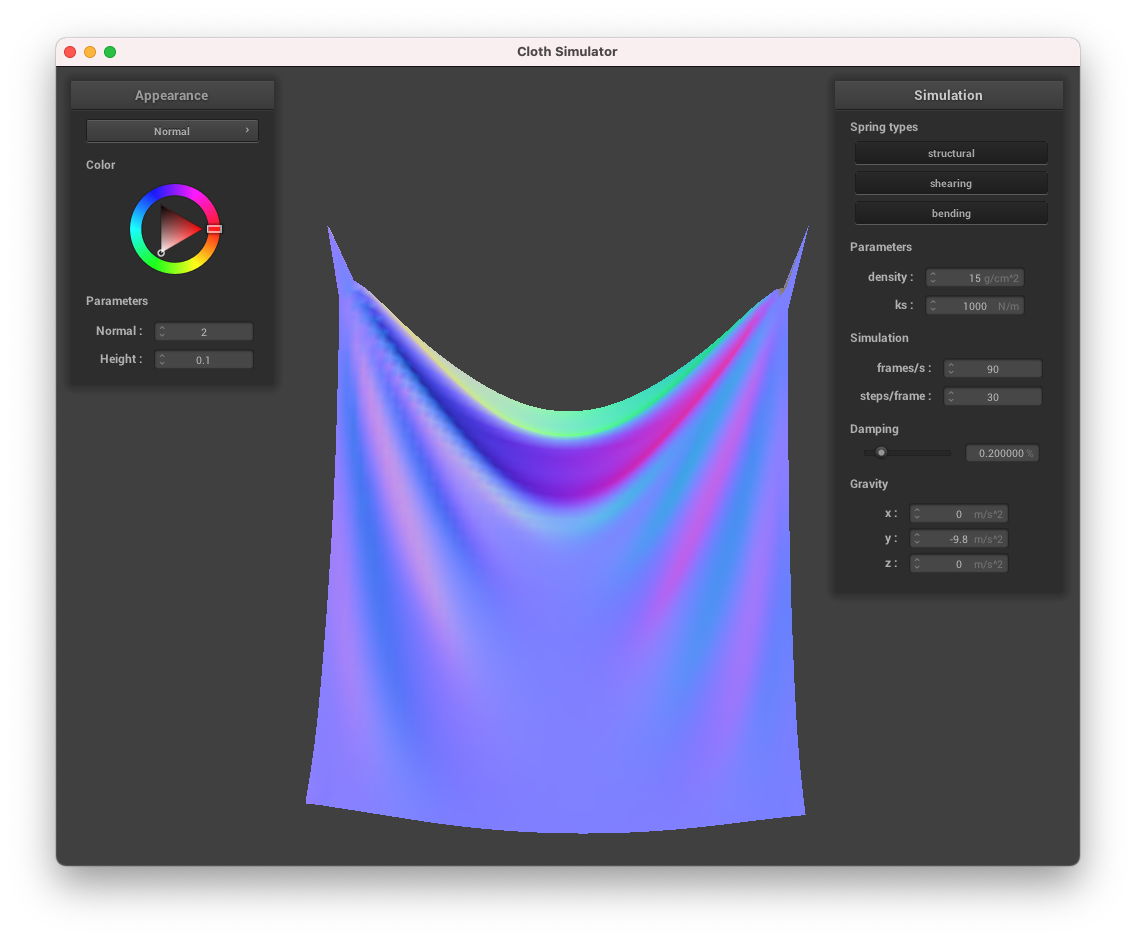 Cloth Simulator
Appearance
Normal ›
Color
Parameters
Normal : 2
Height : 0.1
Simulation
Spring types
structural
shearing
bending
Parameters
density : 15 g/cm^2
ks : 1000 N/m
Simulation
frames/s : 90
steps/frame : 30
Damping
0.200000 %
Gravity
x : 0 m/s^2
y : -9.8 m/s^2
z : 0 m/s^2